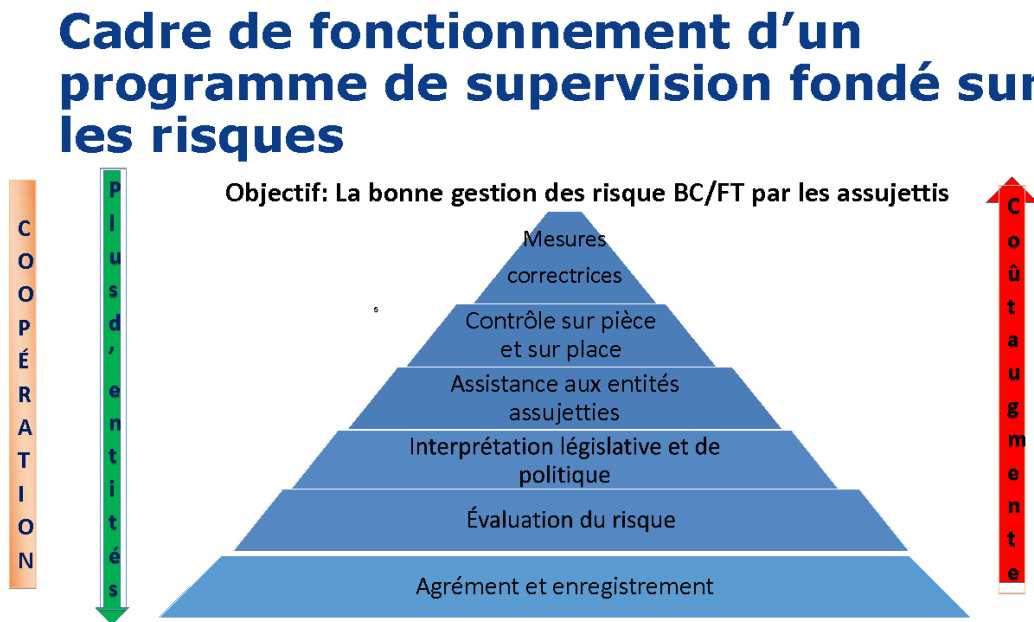 Cadre de fonctionnement d’un
programme de supervision fondé sur
les risques
Objectif: La bonne gestion des risque BC/FT par les assujettis
COOPÉRATION
Plus d’entités
Mesures
correctrices
Contrôle sur pièce
et sur place
Assistance aux entités
assujetties
Interprétation législative et de
politique
Évaluation du risque
Agrément et enregistrement
Coût augmente